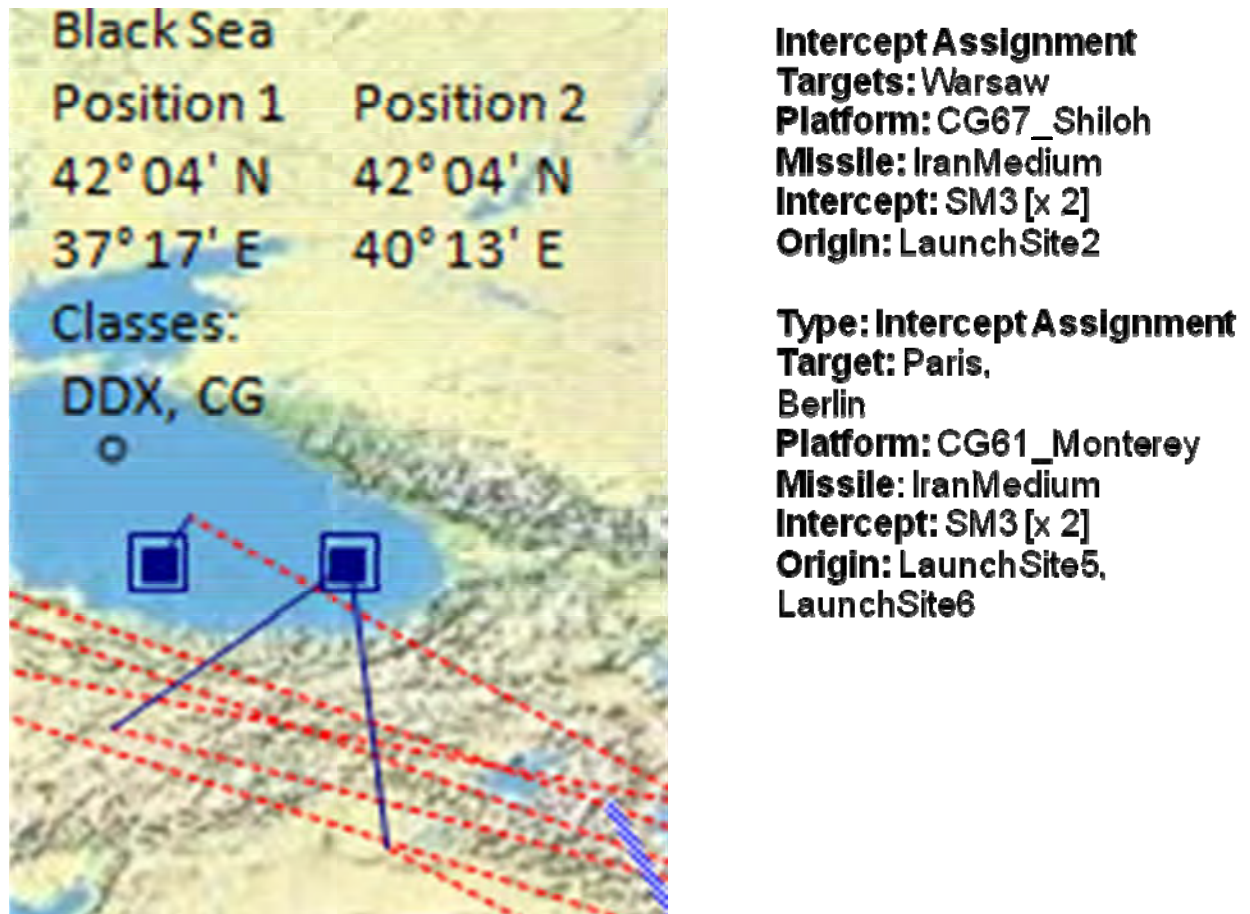 Black Sea
Position 1 Position 2
42°04' N 42°04' N
37°17' E 40°13' E
Classes:
DDX, CG
Intercept Assignment
Targets: Warsaw
Platform: CG67_Shiloh
Missile: IranMedium
Intercept: SM3 [x 2]
Origin: LaunchSite2
Type: Intercept Assignment
Target: Paris,
Berlin
Platform: CG61_Monterey
Missile: IranMedium
Intercept: SM3 [x 2]
Origin: LaunchSite5,
LaunchSite6